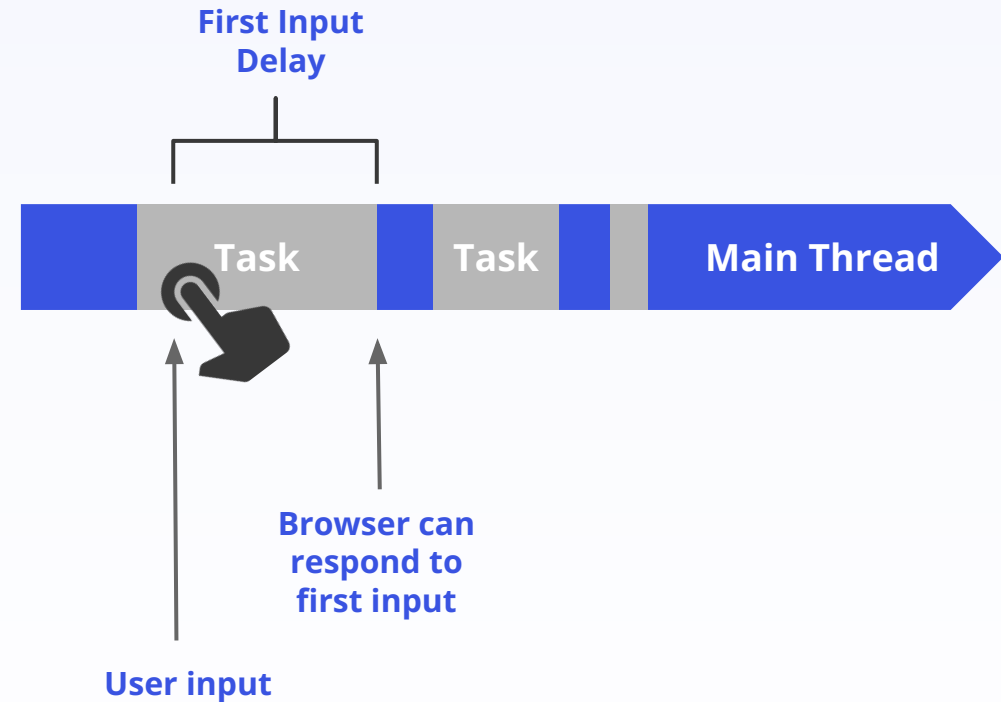 First Input
Delay
Task
Task
Main Thread
Browser can
respond to
first input
User input